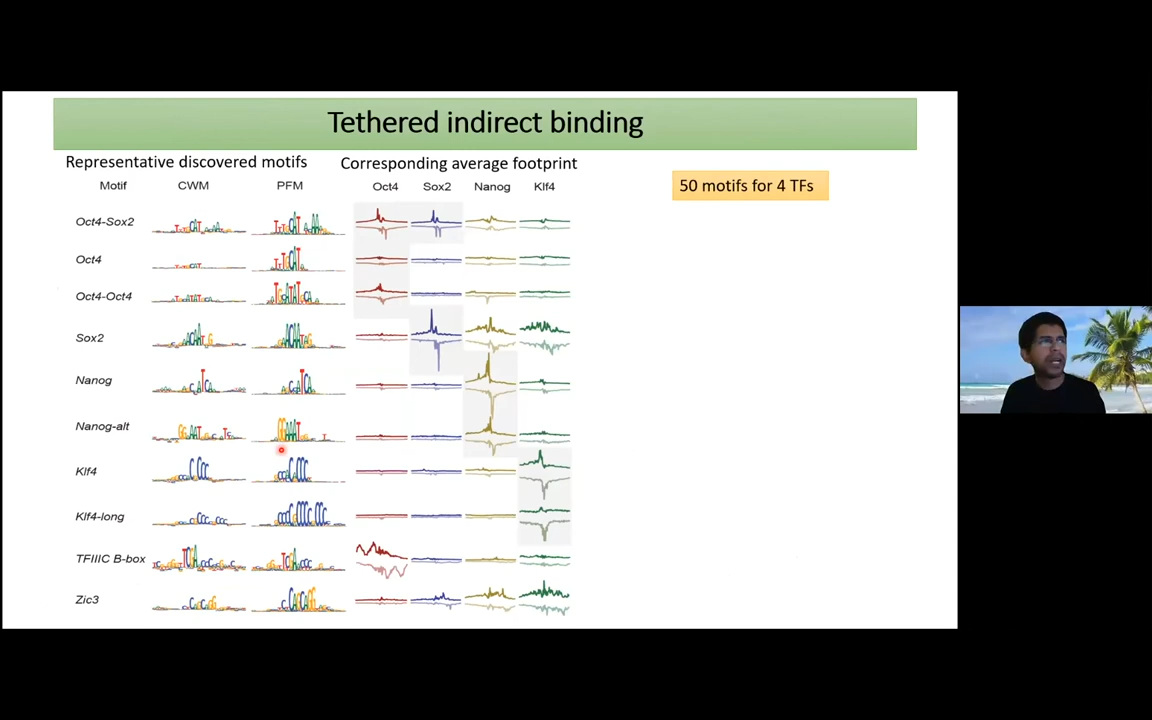 Tethered indirect binding
Representative discovered motifs
Corresponding average footprint
50 motifs for 4 TFs
Motif CWM PFM Oct4 Sox2 Nanog Klf4
Oct4-Sox2
Oct4
Oct4-Oct4
Sox2
Nanog
Nanog-alt
Klf4
Klf4-long
TFIIIC B-box
Zic3